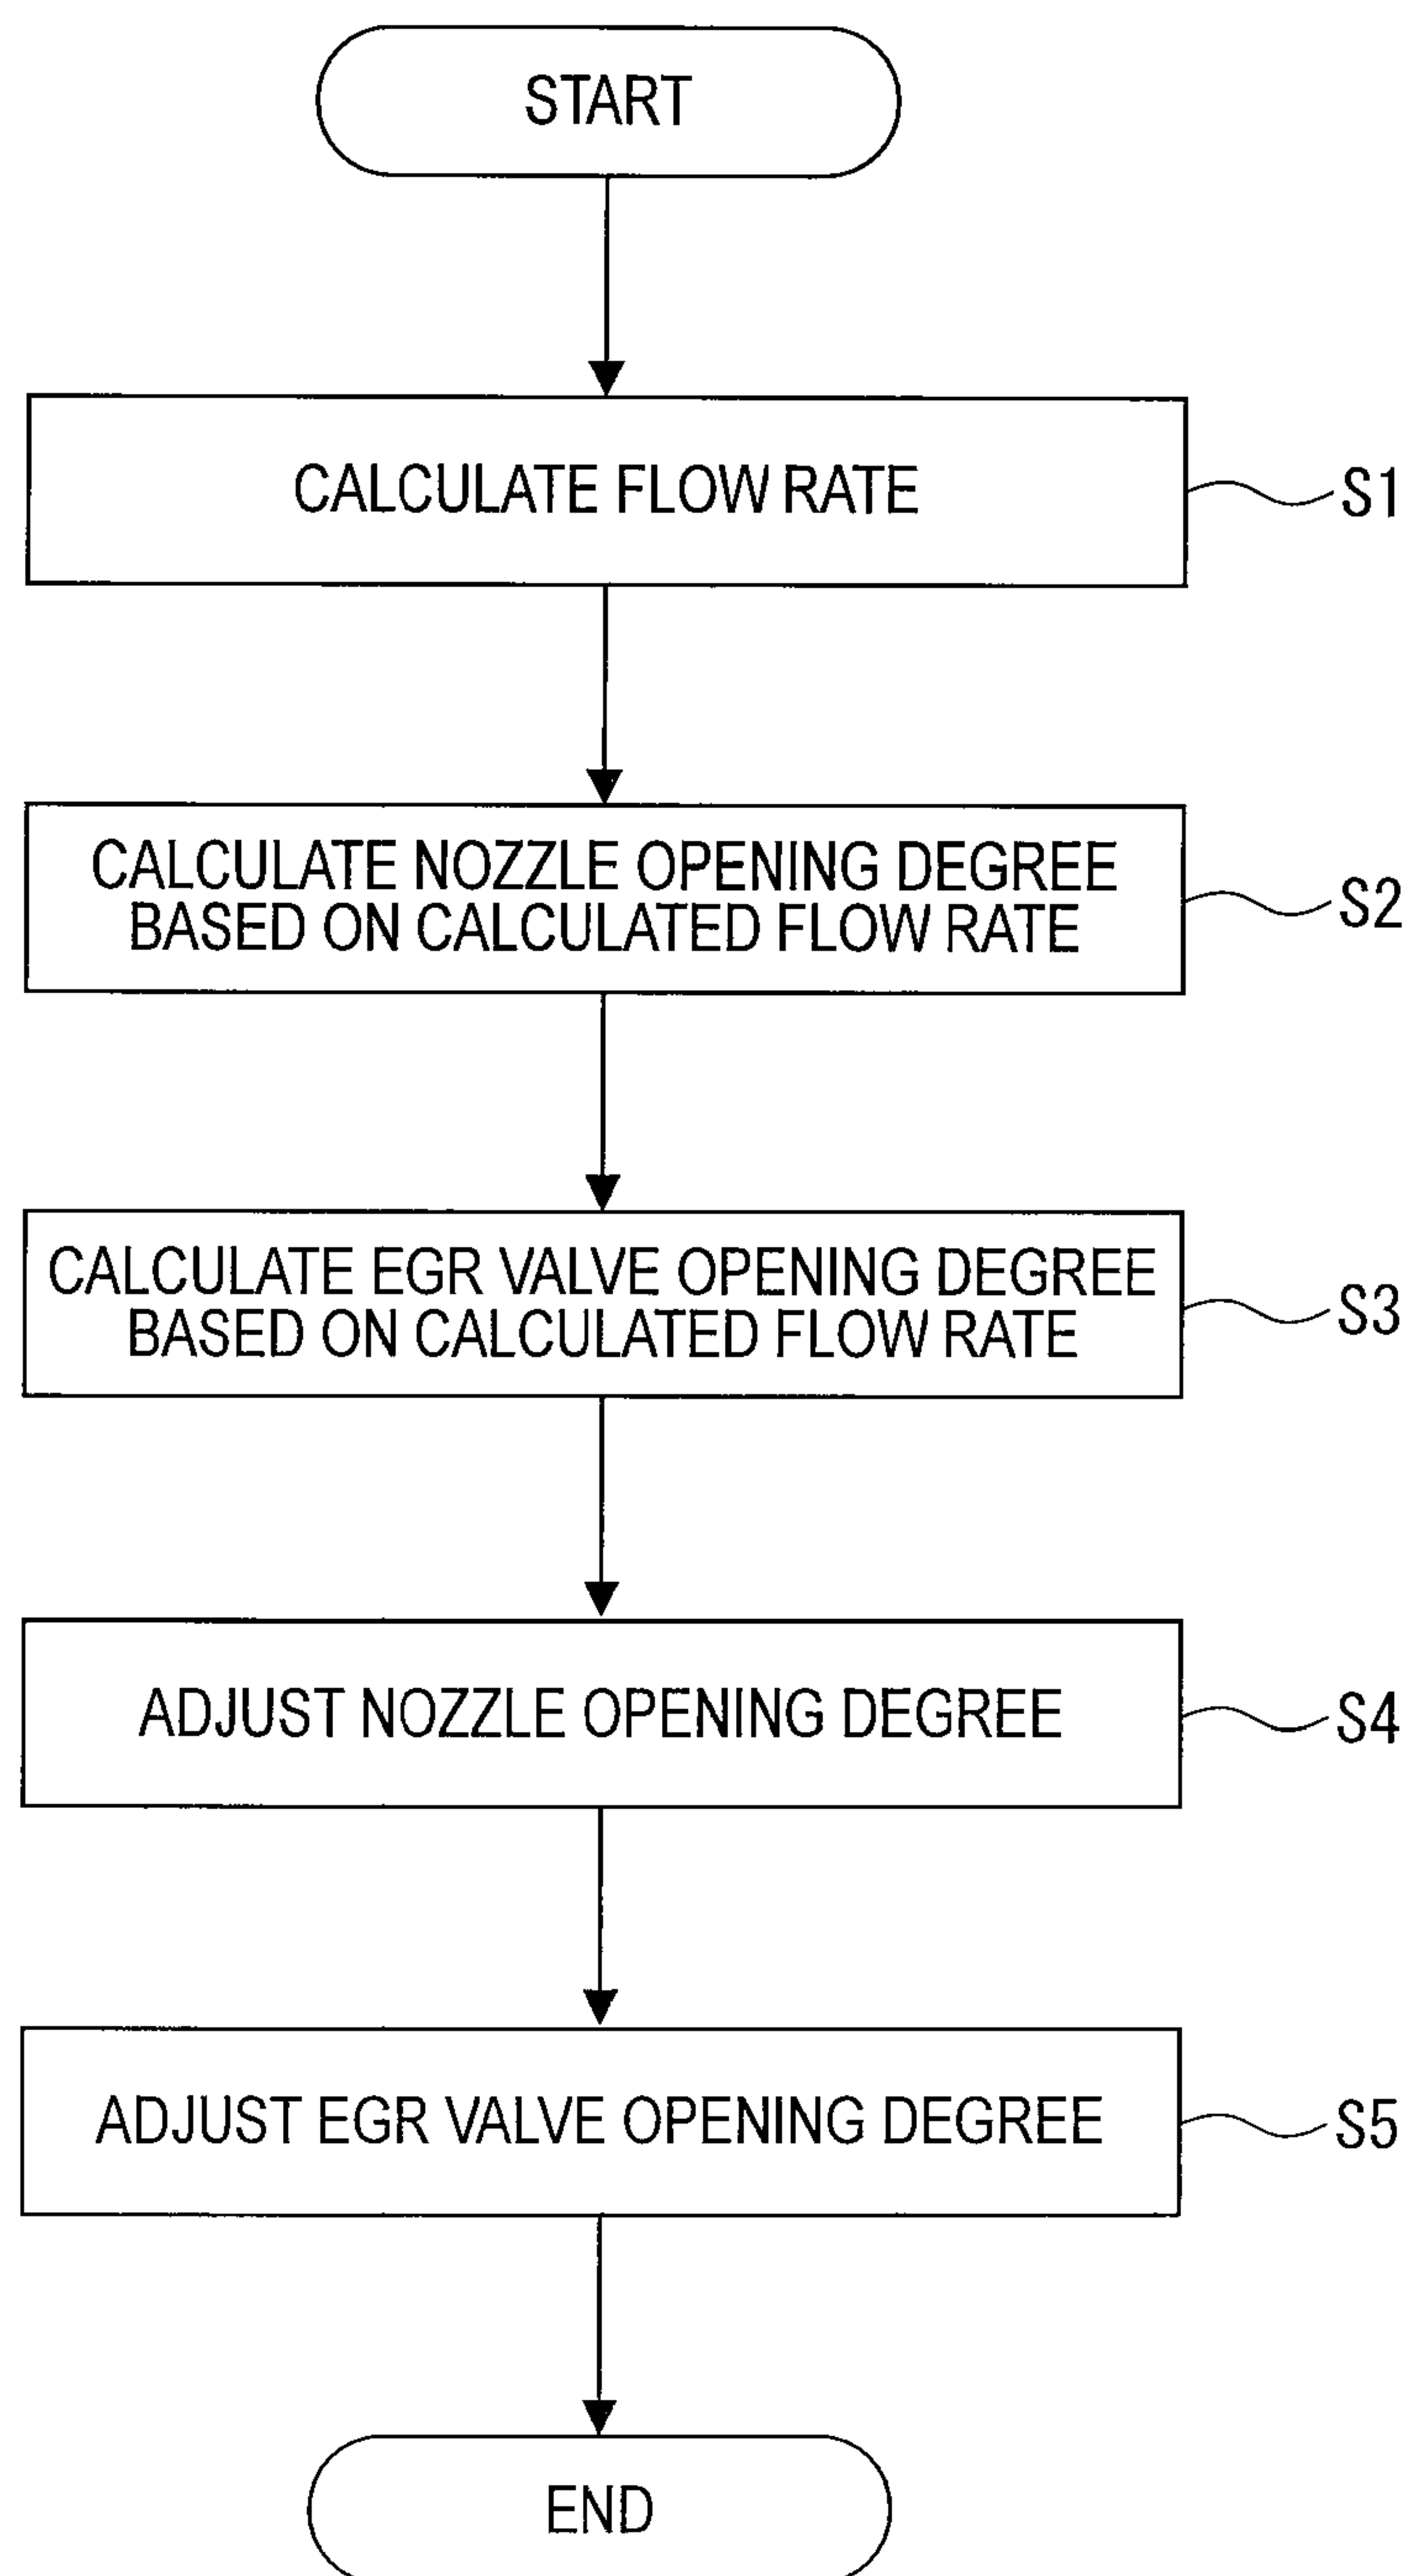 START
CALCULATE FLOW RATE
S1
CALCULATE NOZZLE OPENING DEGREE
BASED ON CALCULATED FLOW RATE
S2
CALCULATE EGR VALVE OPENING DEGREE
BASED ON CALCULATED FLOW RATE
S3
ADJUST NOZZLE OPENING DEGREE
S4
ADJUST EGR VALVE OPENING DEGREE
S5
END